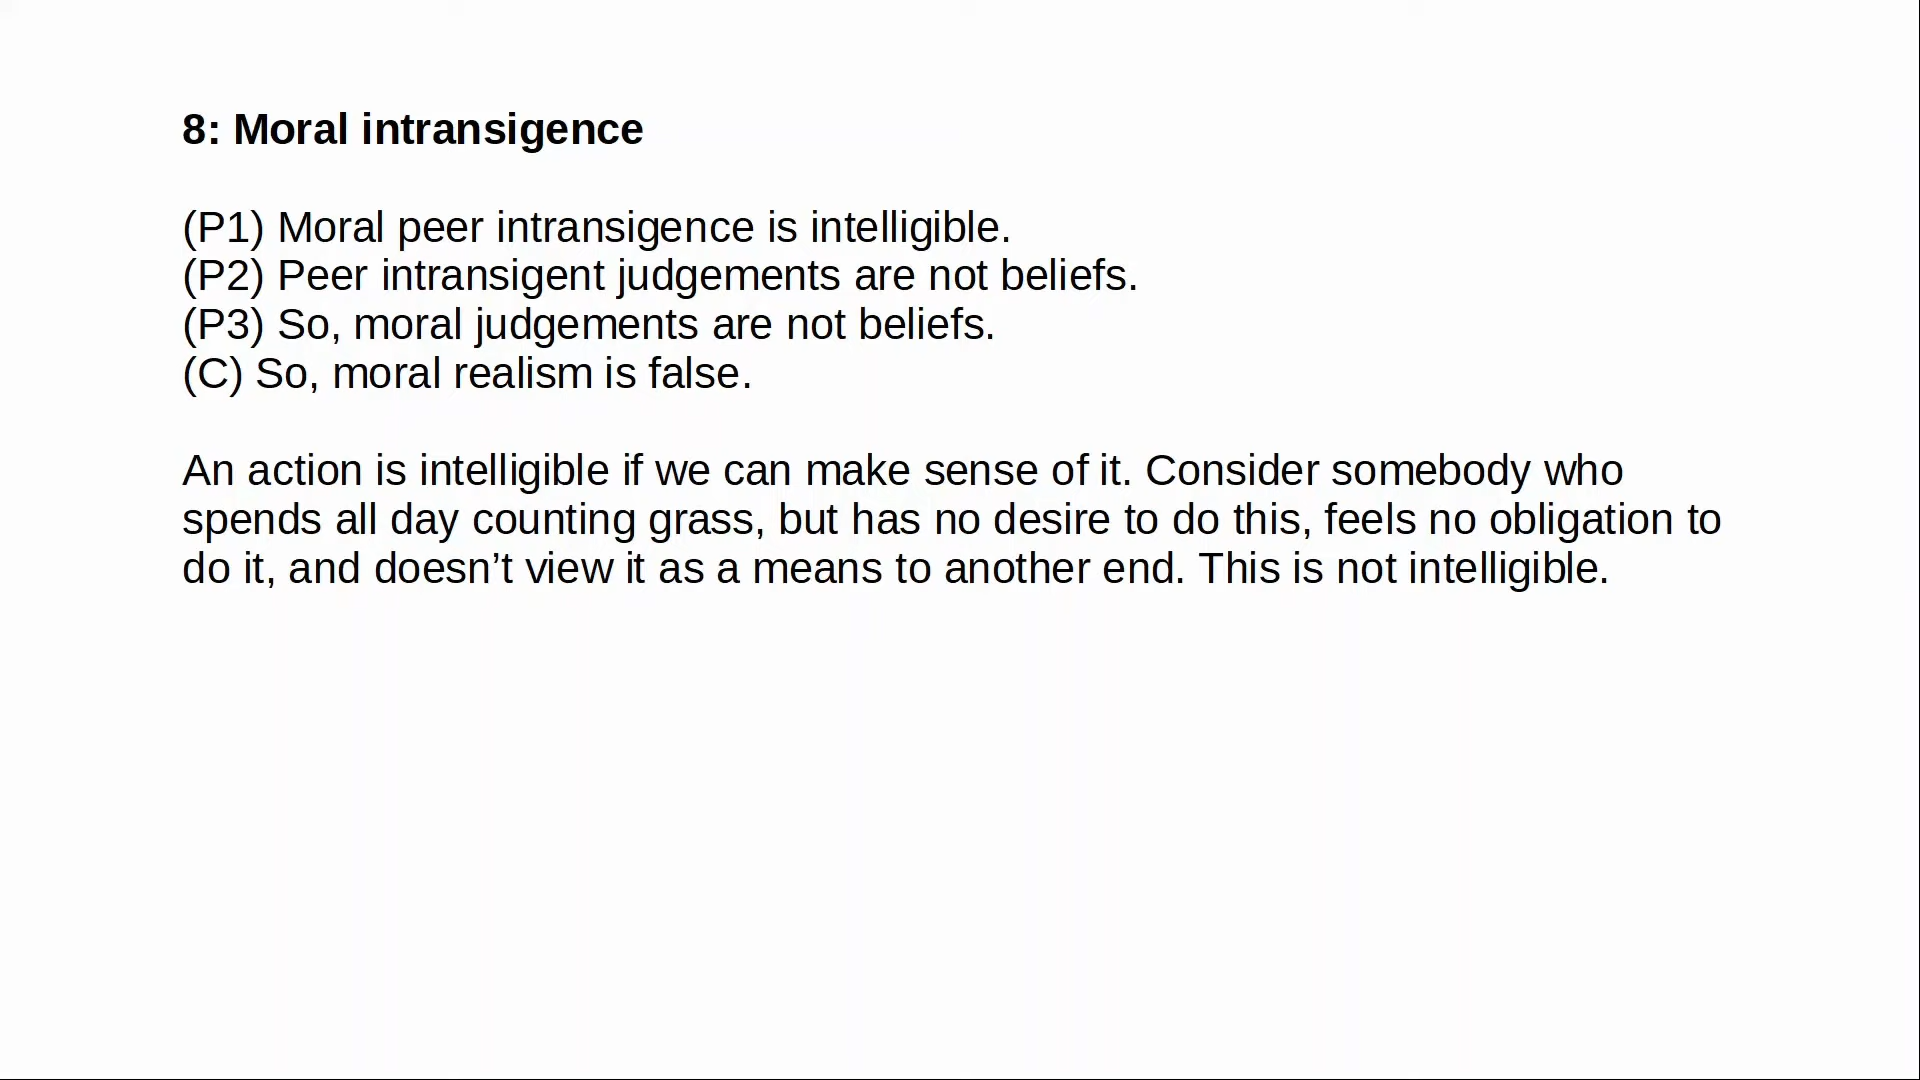 8: Moral intransigence
(P1) Moral peer intransigence is intelligible.
(P2) Peer intransigent judgements are not beliefs.
(P3) So, moral judgements are not beliefs.
(C) So, moral realism is false.
An action is intelligible if we can make sense of it. Consider somebody who
spends all day counting grass, but has no desire to do this, feels no obligation to
do it, and doesn’t view it as a means to another end. This is not intelligible.